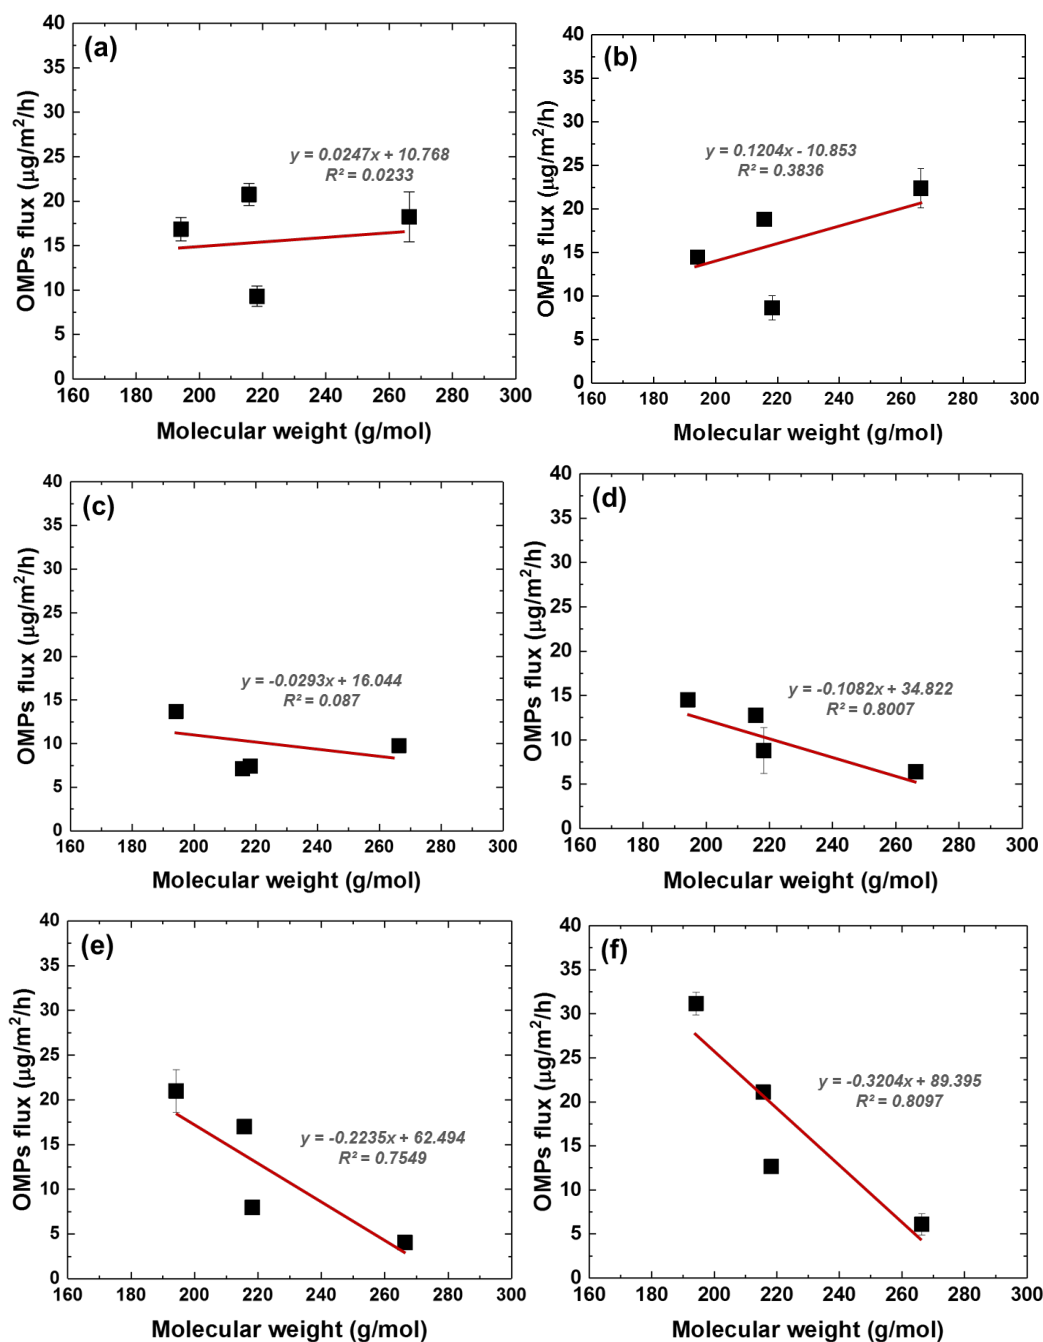 (a)
OMPs flux (µg/m²/h)
40
35
30
25
20
15
10
5
0
y = 0.0247x + 10.768
R² = 0.0233
160 180 200 220 240 260 280 300
Molecular weight (g/mol)
(b)
OMPs flux (µg/m²/h)
40
35
30
25
20
15
10
5
0
y = 0.1204x - 10.853
R² = 0.3836
160 180 200 220 240 260 280 300
Molecular weight (g/mol)
(c)
OMPs flux (µg/m²/h)
40
35
30
25
20
15
10
5
0
y = -0.0293x + 16.044
R² = 0.087
160 180 200 220 240 260 280 300
Molecular weight (g/mol)
(d)
OMPs flux (µg/m²/h)
40
35
30
25
20
15
10
5
0
y = -0.1082x + 34.822
R² = 0.8007
160 180 200 220 240 260 280 300
Molecular weight (g/mol)
(e)
OMPs flux (µg/m²/h)
40
35
30
25
20
15
10
5
0
y = -0.2235x + 62.494
R² = 0.7549
160 180 200 220 240 260 280 300
Molecular weight (g/mol)
(f)
OMPs flux (µg/m²/h)
40
35
30
25
20
15
10
5
0
y = -0.3204x + 89.395
R² = 0.8097
160 180 200 220 240 260 280 300
Molecular weight (g/mol)